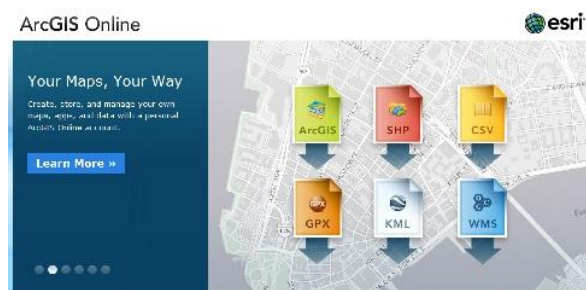 ArcGIS Online
esri
Your Maps, Your Way
Create, store, and manage your own
maps, apps, and data with a personal
ArcGIS Online account.
Learn More »
ArcGIS
SHP
CSV
GPX
GPX
KML
WMS